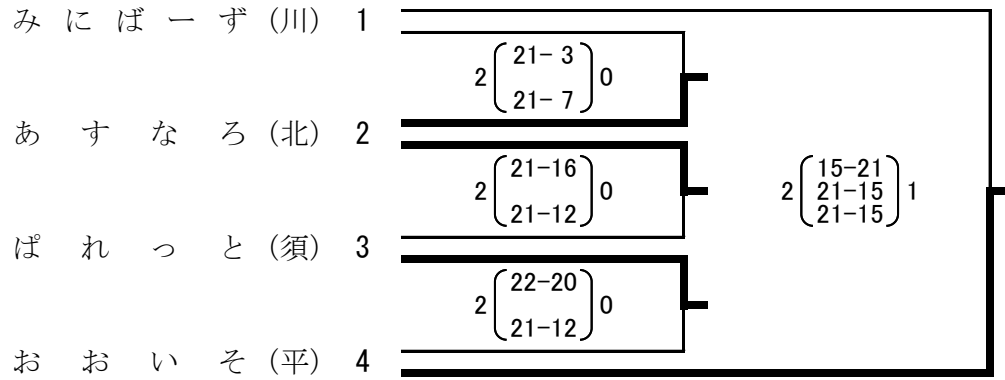 みにばーず(川) 1
2 21- 3 0
21- 7
あすなろ(北) 2
2 21-16 0
21-12
15-21
2 21-15 1
21-15
ぱれっと(須) 3
2 22-20 0
21-12
おおいそ(平) 4